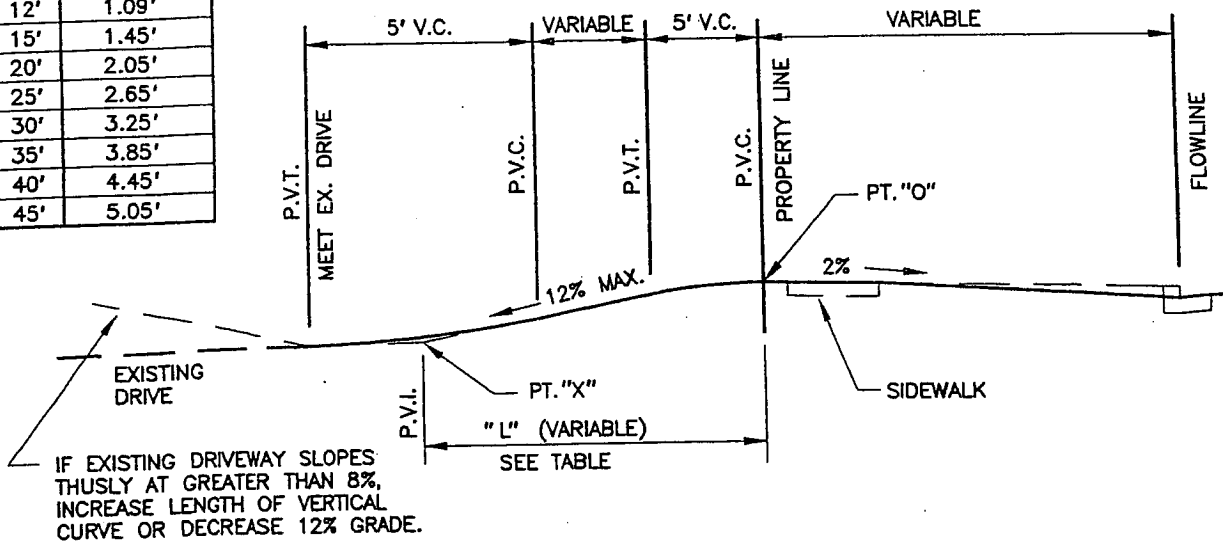 12' 1.09'
15' 1.45'
20' 2.05'
25' 2.65'
30' 3.25'
35' 3.85'
40' 4.45'
45' 5.05'
5' V.C.
VARIABLE
5' V.C.
VARIABLE
P.V.T.
MEET EX. DRIVE
P.V.C.
P.V.T.
P.V.C.
PROPERTY LINE
FLOWLINE
PT. "O"
2%
12% MAX.
EXISTING
DRIVE
P.V.I.
PT. "X"
SIDEWALK
"L" (VARIABLE)
SEE TABLE
IF EXISTING DRIVEWAY SLOPES
THUSLY AT GREATER THAN 8%,
INCREASE LENGTH OF VERTICAL
CURVE OR DECREASE 12% GRADE.